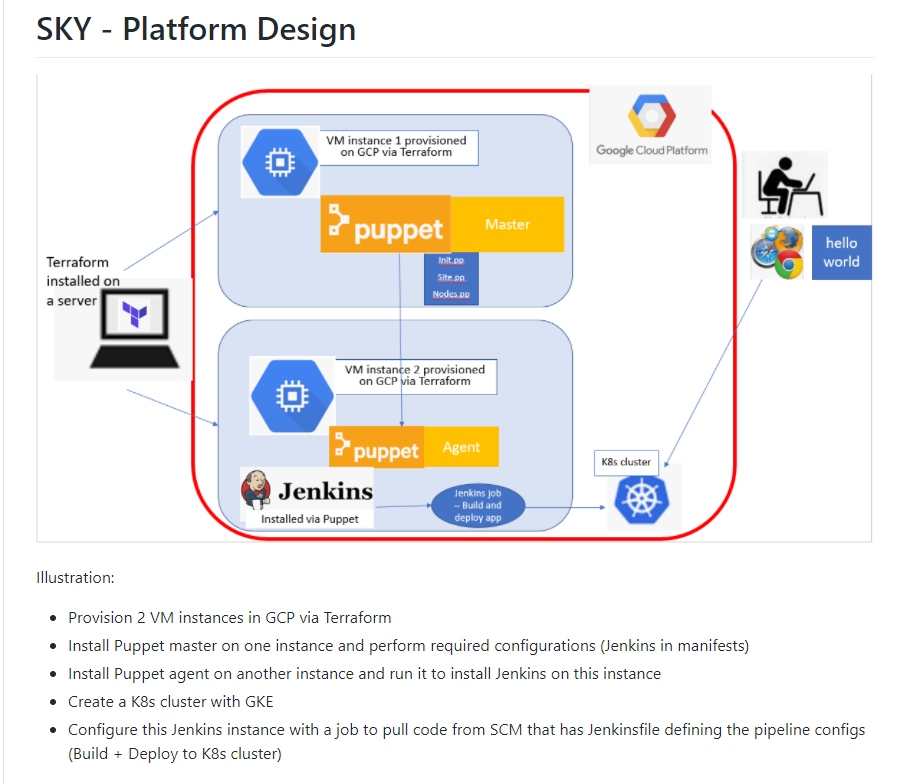 SKY - Platform Design
VM instance 1 provisioned
on GCP via Terraform
Google Cloud Platform
puppet
Master
Init.pp
Site.pp
Nodes.pp
hello
world
Terraform
installed on
a server
VM instance 2 provisioned
on GCP via Terraform
puppet
Agent
K8s cluster
Jenkins
Installed via Puppet
Jenkins job
– Build and
deploy app
Illustration:
• Provision 2 VM instances in GCP via Terraform
• Install Puppet master on one instance and perform required configurations (Jenkins in manifests)
• Install Puppet agent on another instance and run it to install Jenkins on this instance
• Create a K8s cluster with GKE
• Configure this Jenkins instance with a job to pull code from SCM that has Jenkinsfile defining the pipeline configs
(Build + Deploy to K8s cluster)